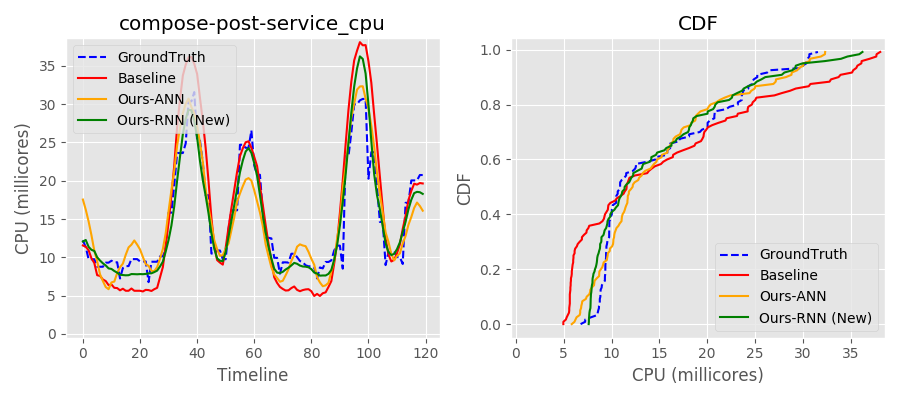 compose-post-service_cpu
CPU (millicores)
35
30
25
20
15
10
5
0
GroundTruth
Baseline
Ours-ANN
Ours-RNN (New)
0
20
40
60
80
100
120
Timeline
CDF
CDF
1.0
0.8
0.6
0.4
0.2
0.0
GroundTruth
Baseline
Ours-ANN
Ours-RNN (New)
0
5
10
15
20
25
30
35
CPU (millicores)